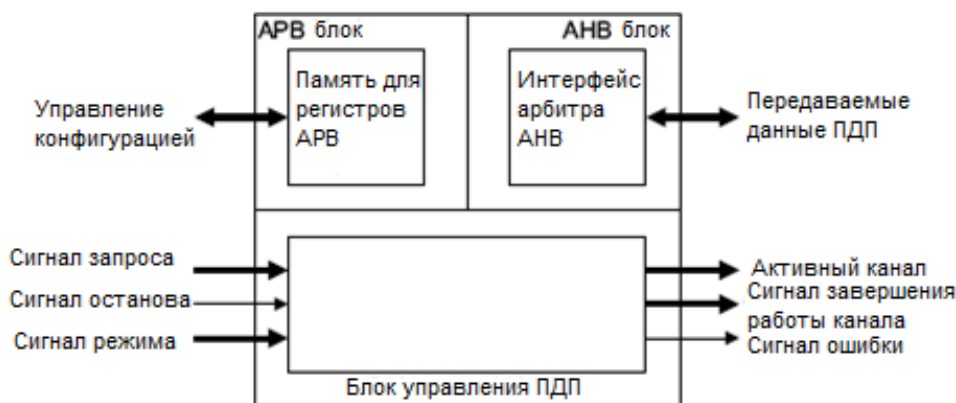 APB блок
AHB блок
Память для
регистров
APB
Интерфейс
арбитра
AHB
Управление
конфигурацией
Передаваемые
данные ПДП
Сигнал запроса
Сигнал останова
Сигнал режима
Активный канал
Сигнал завершения
работы канала
Сигнал ошибки
Блок управления ПДП